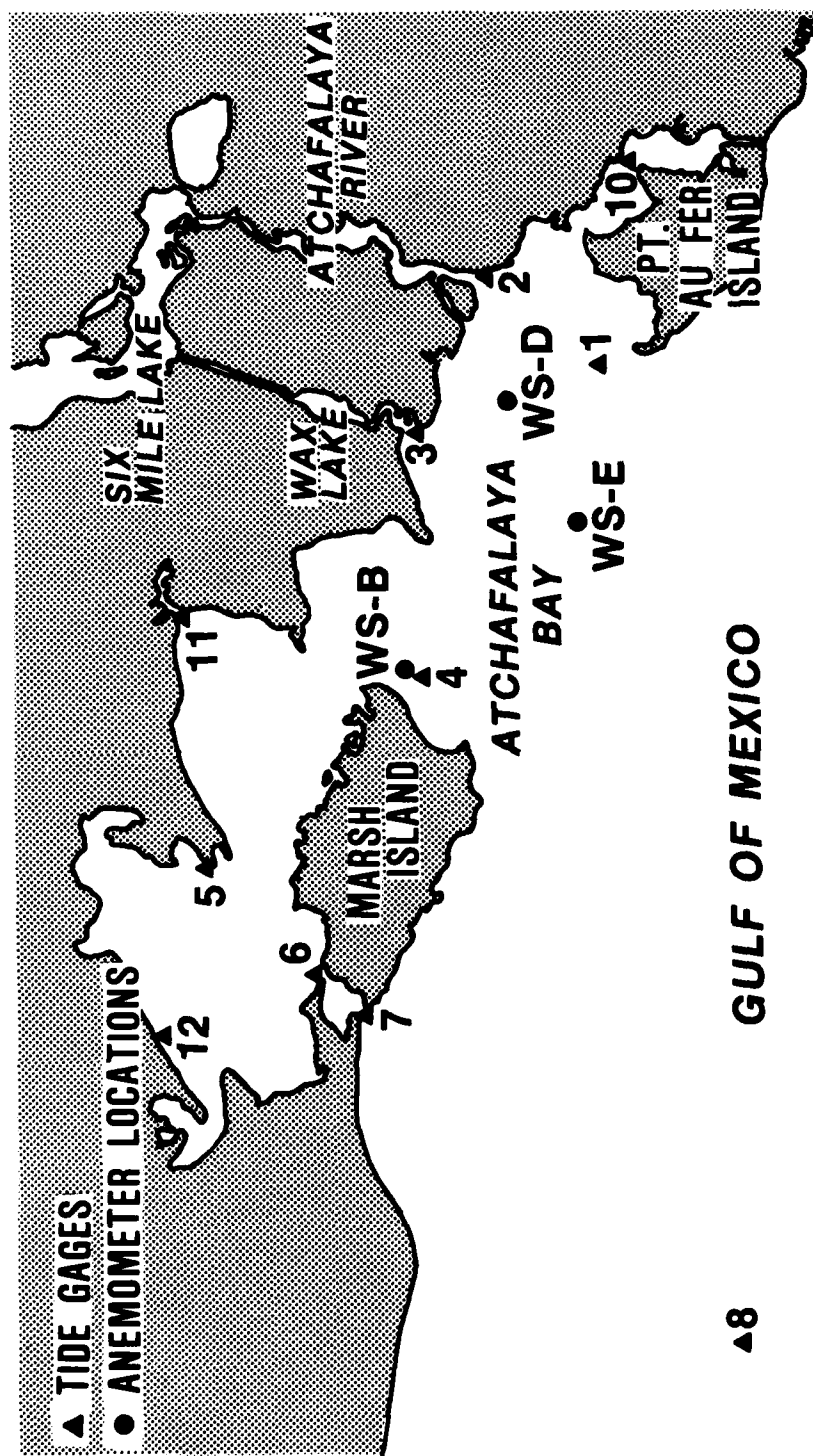 ▲ TIDE GAGES
● ANEMOMETER LOCATIONS
SIX
MILE LAKE
ATCHAFALAYA
RIVER
WAX
LAKE
11
12
5
6
3
2
10
7
MARSH
ISLAND
WS-B
4
WS-D
PT.
AU FER
ISLAND
1
ATCHAFALAYA
BAY
WS-E
GULF OF MEXICO
8